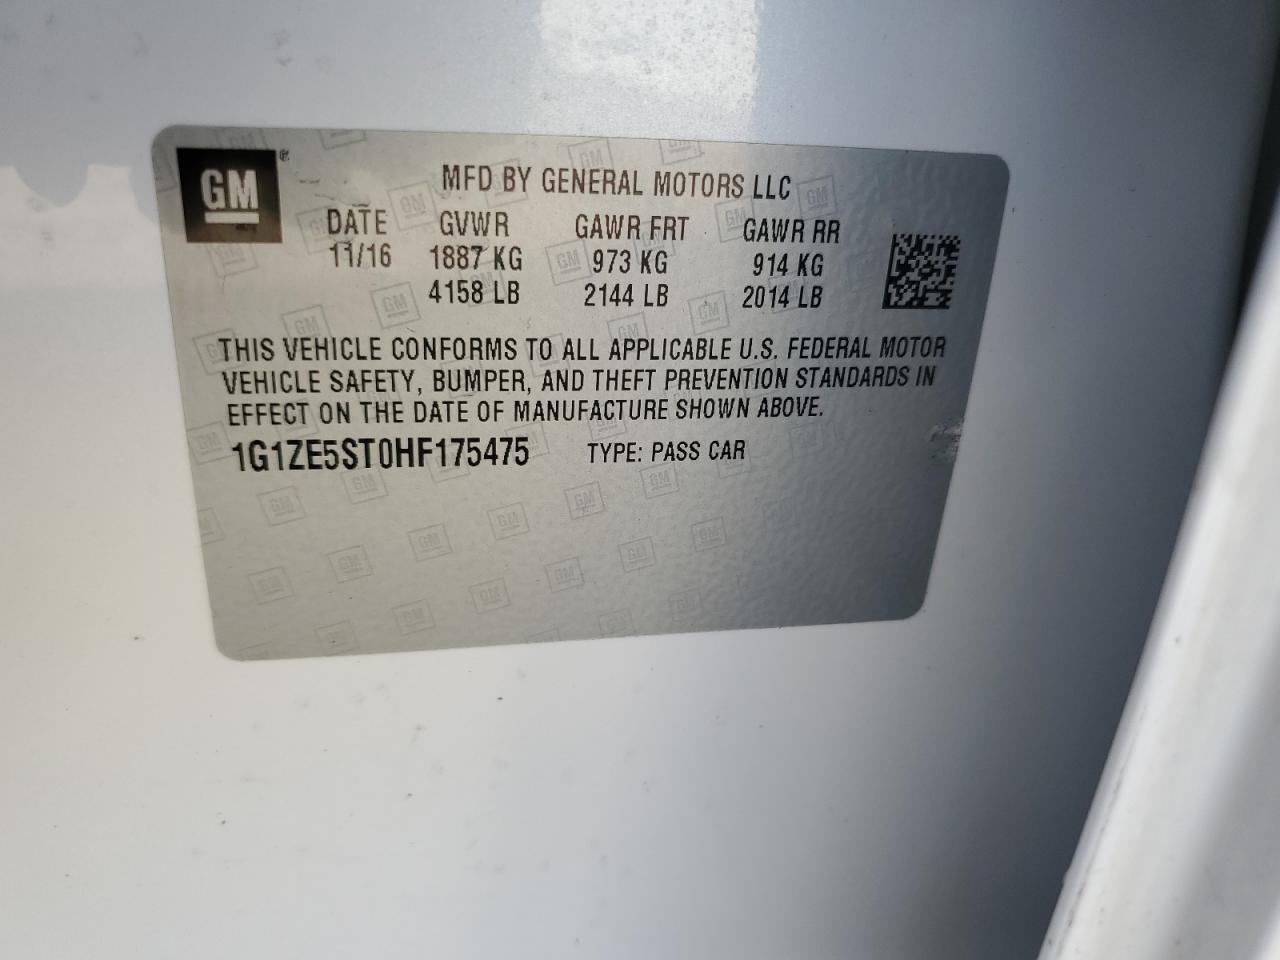 GM
MFD BY GENERAL MOTORS LLC
DATE GVWR GAWR FRT GAWR RR
11/16 1887 KG 973 KG 914 KG
4158 LB 2144 LB 2014 LB
THIS VEHICLE CONFORMS TO ALL APPLICABLE U.S. FEDERAL MOTOR
VEHICLE SAFETY, BUMPER, AND THEFT PREVENTION STANDARDS IN
EFFECT ON THE DATE OF MANUFACTURE SHOWN ABOVE.
1G1ZE5ST0HF175475 TYPE: PASS CAR